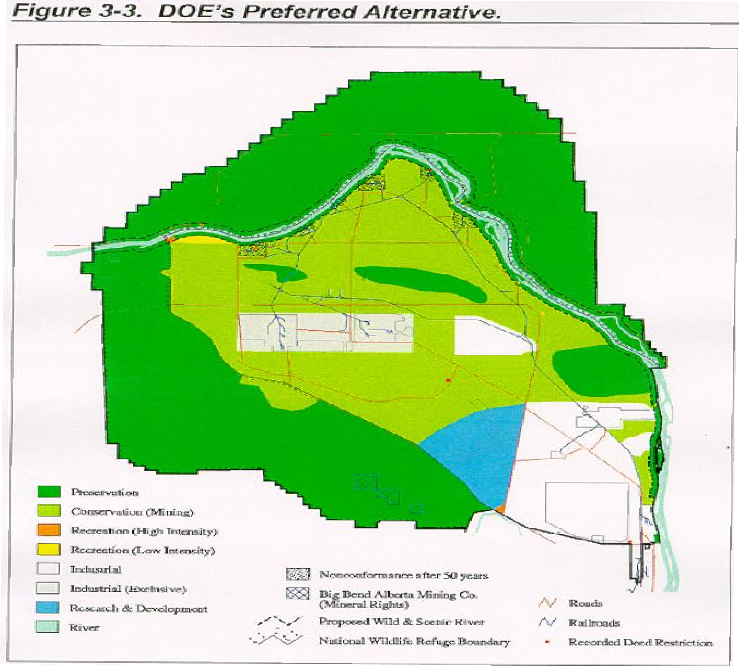 Figure 3-3. DOE's Preferred Alternative.
Preservation
Conservation (Mining)
Recreation (High Intensity)
Recreation (Low Intensity)
Industrial
Industrial (Exclusive)
Research & Development
River
Nonconformance after 50 years
Big Bend Alberta Mining Co.
(Mineral Rights)
Proposed Wild & Scenic River
National Wildlife Refuge Boundary
Roads
Railroads
Recorded Deed Restriction